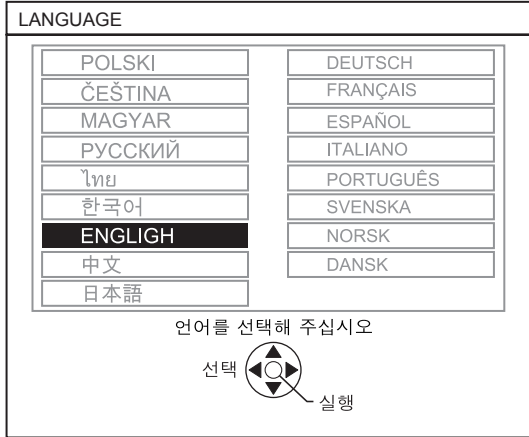 LANGUAGE
POLSKI
ČEŠTINA
MAGYAR
РУССКИЙ
ไทย
한국어
ENGLIGH
中文
日本語
DEUTSCH
FRANÇAIS
ESPAÑOL
ITALIANO
PORTUGUÊS
SVENSKA
NORSK
DANSK
언어를 선택해 주십시오
선택
실행